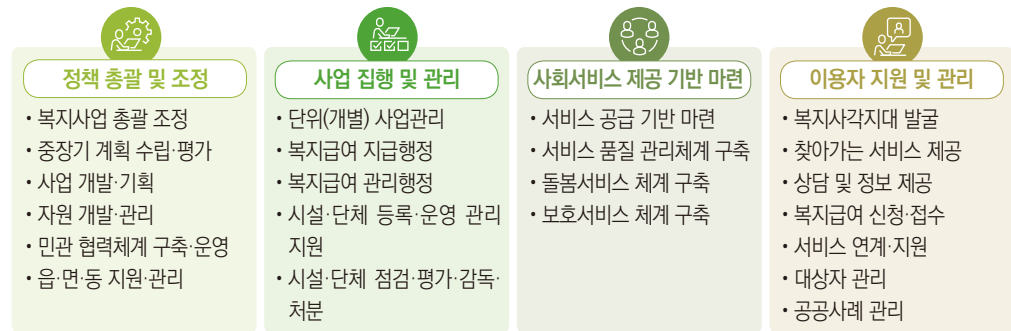 정책 총괄 및 조정
• 복지사업 총괄 조정
• 중장기 계획 수립·평가
• 사업 개발·기획
• 자원 개발·관리
• 민관 협력체계 구축·운영
• 읍·면·동 지원·관리
사업 집행 및 관리
• 단위(개별) 사업관리
• 복지급여 지급행정
• 복지급여 관리행정
• 시설·단체 등록·운영 관리
지원
• 시설·단체 점검·평가·감독·
처분
사회서비스 제공 기반 마련
• 서비스 공급 기반 마련
• 서비스 품질 관리체계 구축
• 돌봄서비스 체계 구축
• 보호서비스 체계 구축
이용자 지원 및 관리
• 복지사각지대 발굴
• 찾아가는 서비스 제공
• 상담 및 정보 제공
• 복지급여 신청·접수
• 서비스 연계·지원
• 대상자 관리
• 공공사례 관리